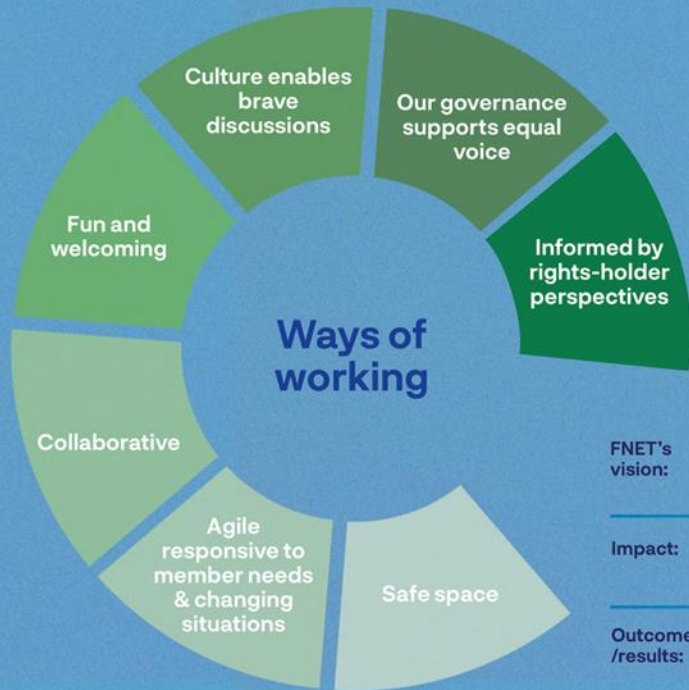 Culture enables
brave
discussions
Our governance
supports equal
voice
Fun and
welcoming
Informed by
rights-holder
perspectives
Ways of
working
Collaborative
Agile
responsive to
member needs
& changing
situations
Safe space
FNET's
vision:
Impact:
Outcome
/results: